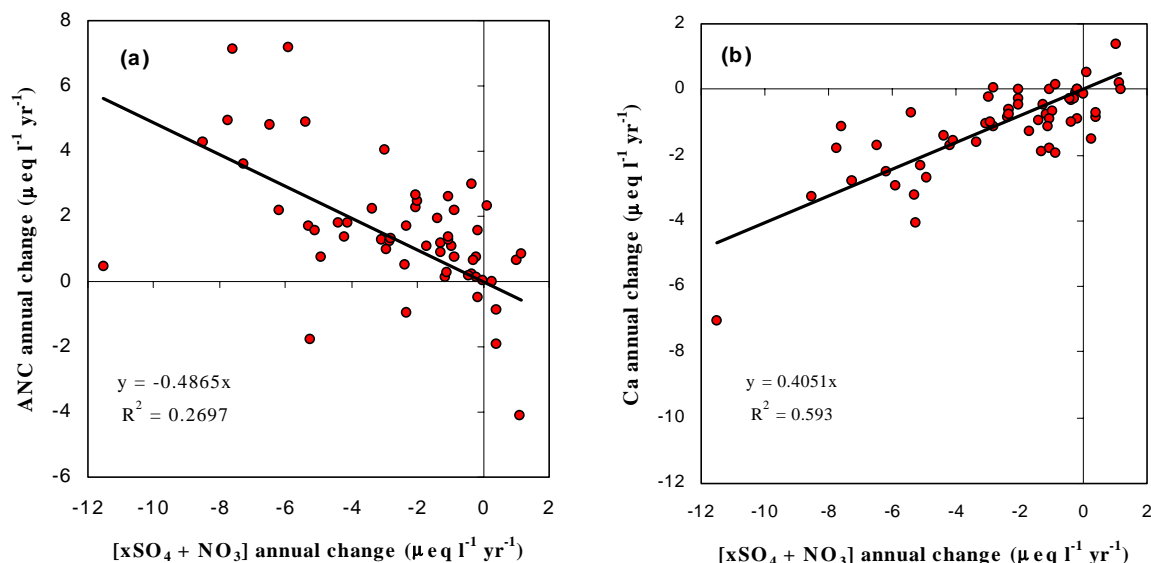 (a)
8
6
4
2
0
-2
-4
-6
ANC annual change (μeq l⁻¹ yr⁻¹)
y = -0.4865x
R² = 0.2697
-12 -10 -8 -6 -4 -2 0 2
[xSO₄ + NO₃] annual change (μeq l⁻¹ yr⁻¹)
(b)
2
0
-2
-4
-6
-8
-10
-12
Ca annual change (μeq l⁻¹ yr⁻¹)
y = 0.4051x
R² = 0.593
-12 -10 -8 -6 -4 -2 0 2
[xSO₄ + NO₃] annual change (μeq l⁻¹ yr⁻¹)